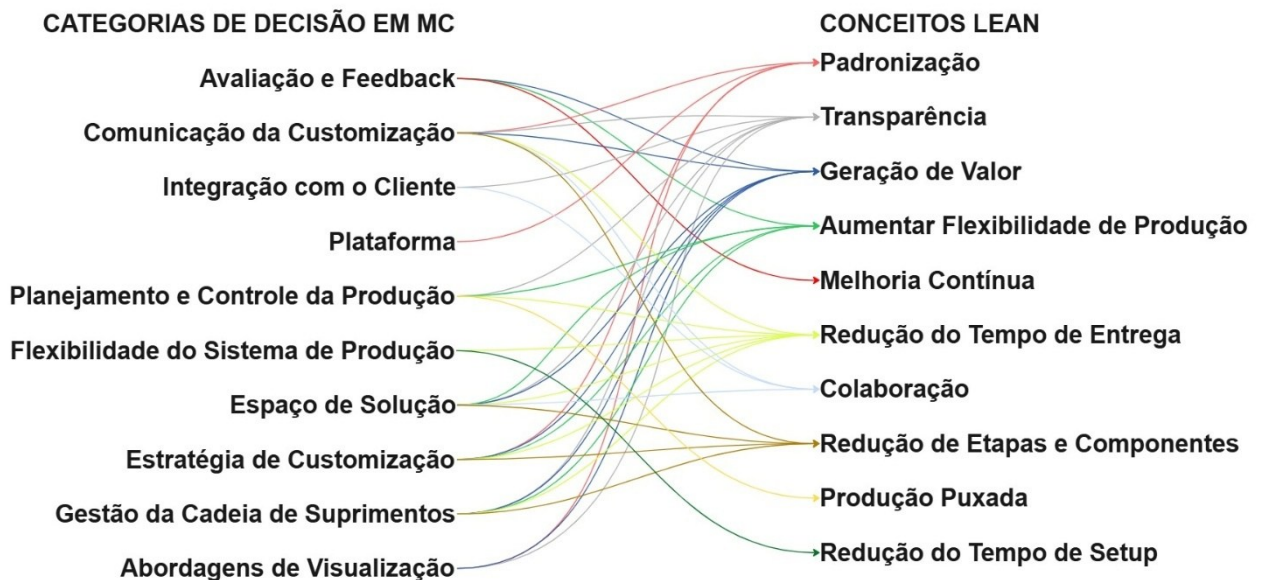 CATEGORIAS DE DECISÃO EM MC
Avaliação e Feedback
Comunicação da Customização
Integração com o Cliente
Plataforma
Planejamento e Controle da Produção
Flexibilidade do Sistema de Produção
Espaço de Solução
Estratégia de Customização
Gestão da Cadeia de Suprimentos
Abordagens de Visualização
CONCEITOS LEAN
Padronização
Transparência
Geração de Valor
Aumentar Flexibilidade de Produção
Melhoria Contínua
Redução do Tempo de Entrega
Colaboração
Redução de Etapas e Componentes
Produção Puxada
Redução do Tempo de Setup